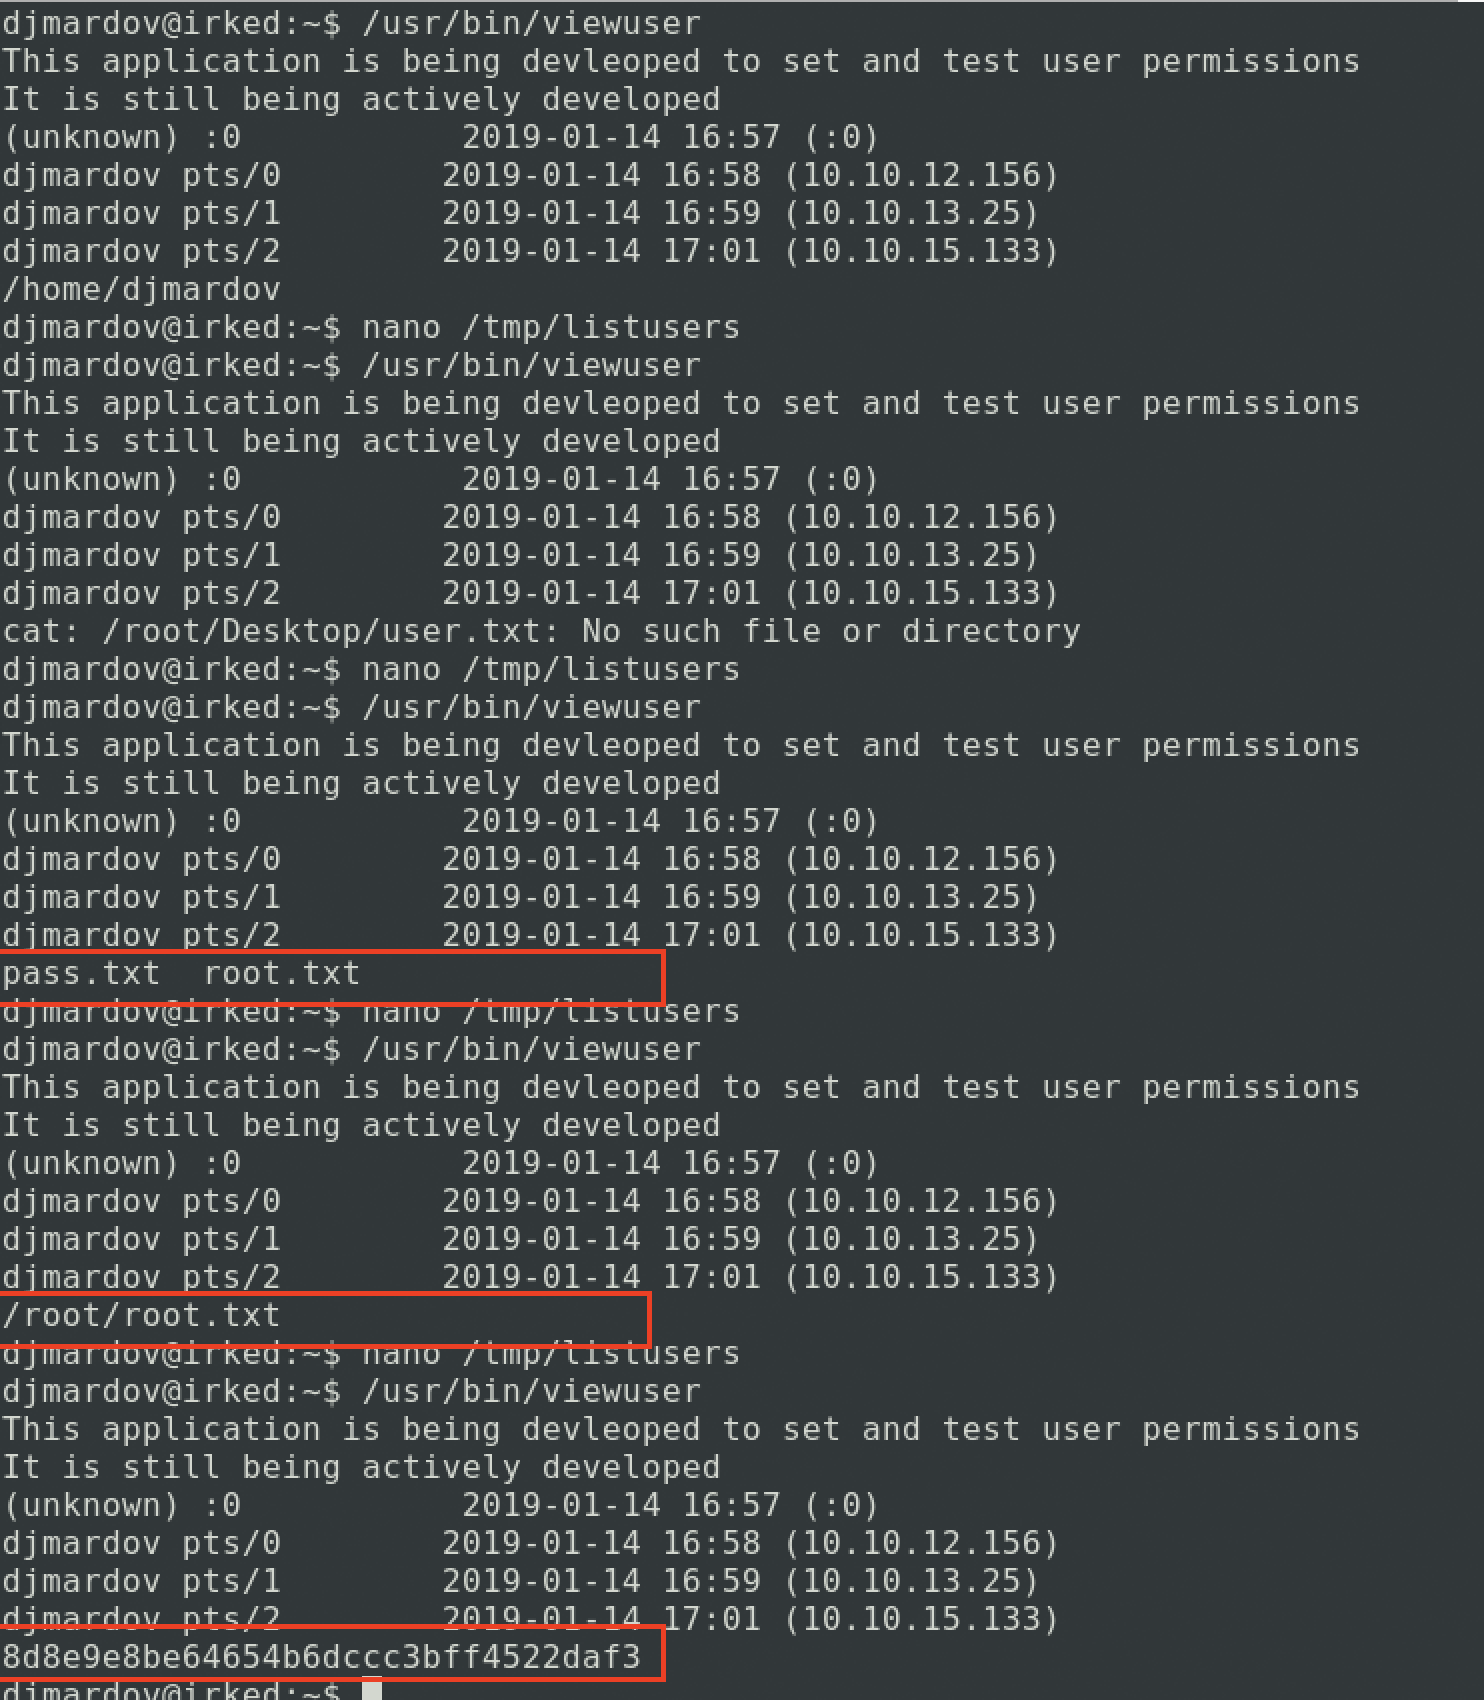 djmardov@irked:~$ /usr/bin/viewuser
This application is being devleoped to set and test user permissions
It is still being actively developed
(unknown) :0           2019-01-14 16:57 (:0)
djmardov pts/0        2019-01-14 16:58 (10.10.12.156)
djmardov pts/1        2019-01-14 16:59 (10.10.13.25)
djmardov pts/2        2019-01-14 17:01 (10.10.15.133)
/home/djmardov
djmardov@irked:~$ nano /tmp/listusers
djmardov@irked:~$ /usr/bin/viewuser
This application is being devleoped to set and test user permissions
It is still being actively developed
(unknown) :0           2019-01-14 16:57 (:0)
djmardov pts/0        2019-01-14 16:58 (10.10.12.156)
djmardov pts/1        2019-01-14 16:59 (10.10.13.25)
djmardov pts/2        2019-01-14 17:01 (10.10.15.133)
cat: /root/Desktop/user.txt: No such file or directory
djmardov@irked:~$ nano /tmp/listusers
djmardov@irked:~$ /usr/bin/viewuser
This application is being devleoped to set and test user permissions
It is still being actively developed
(unknown) :0           2019-01-14 16:57 (:0)
djmardov pts/0        2019-01-14 16:58 (10.10.12.156)
djmardov pts/1        2019-01-14 16:59 (10.10.13.25)
djmardov pts/2        2019-01-14 17:01 (10.10.15.133)
pass.txt  root.txt
djmardov@irked:~$ nano /tmp/listusers
djmardov@irked:~$ /usr/bin/viewuser
This application is being devleoped to set and test user permissions
It is still being actively developed
(unknown) :0           2019-01-14 16:57 (:0)
djmardov pts/0        2019-01-14 16:58 (10.10.12.156)
djmardov pts/1        2019-01-14 16:59 (10.10.13.25)
djmardov pts/2        2019-01-14 17:01 (10.10.15.133)
/root/root.txt
djmardov@irked:~$ nano /tmp/listusers
djmardov@irked:~$ /usr/bin/viewuser
This application is being devleoped to set and test user permissions
It is still being actively developed
(unknown) :0           2019-01-14 16:57 (:0)
djmardov pts/0        2019-01-14 16:58 (10.10.12.156)
djmardov pts/1        2019-01-14 16:59 (10.10.13.25)
djmardov pts/2        2019-01-14 17:01 (10.10.15.133)
8d8e9e8be64654b6dccc3bff4522daf3
djmardov@irked:~$